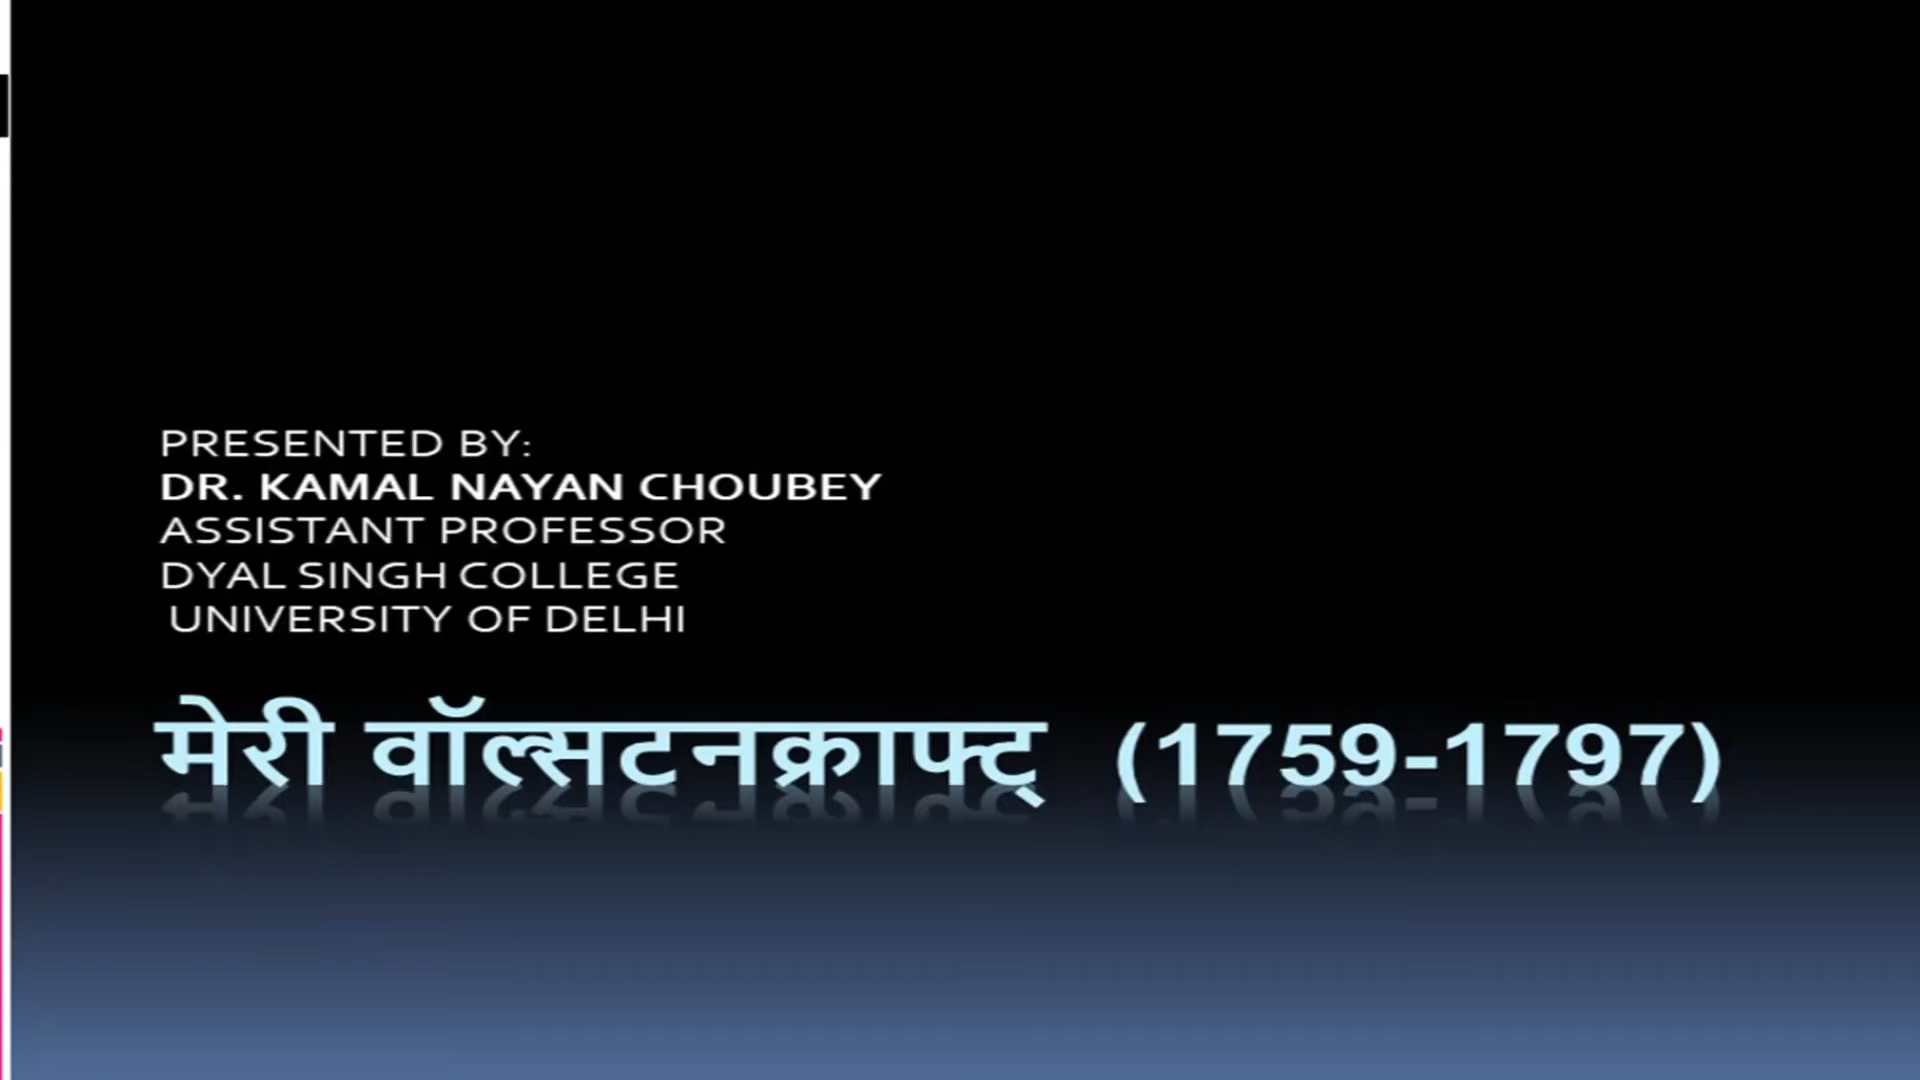 PRESENTED BY:
DR. KAMAL NAYAN CHOUBEY
ASSISTANT PROFESSOR
DYAL SINGH COLLEGE
UNIVERSITY OF DELHI
मेरी वॉल्सटनक्राफ्ट् (1759-1797)